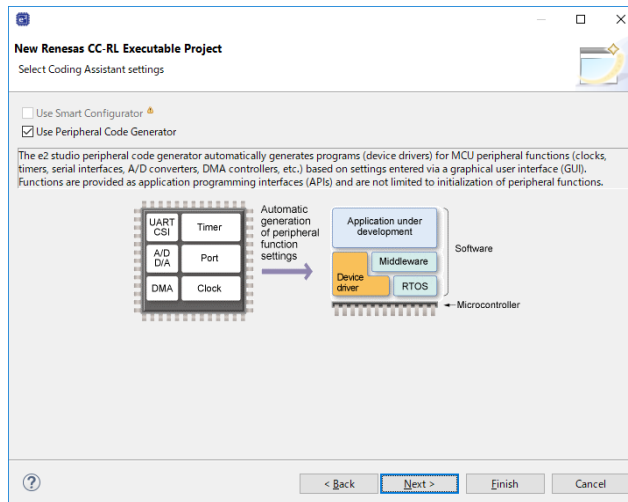 New Renesas CC-RL Executable Project
Select Coding Assistant settings
Use Smart Configurator
Use Peripheral Code Generator
The e2 studio peripheral code generator automatically generates programs (device drivers) for MCU peripheral functions (clocks,
timers, serial interfaces, A/D converters, DMA controllers, etc.) based on settings entered via a graphical user interface (GUI).
Functions are provided as application programming interfaces (APIs) and are not limited to initialization of peripheral functions.
UART
CSI
Timer
A/D
D/A
Port
DMA
Clock
Automatic
generation
of peripheral
function
settings
Application under
development
Middleware
Device
driver
RTOS
Software
Microcontroller
?
< Back
Next >
Finish
Cancel